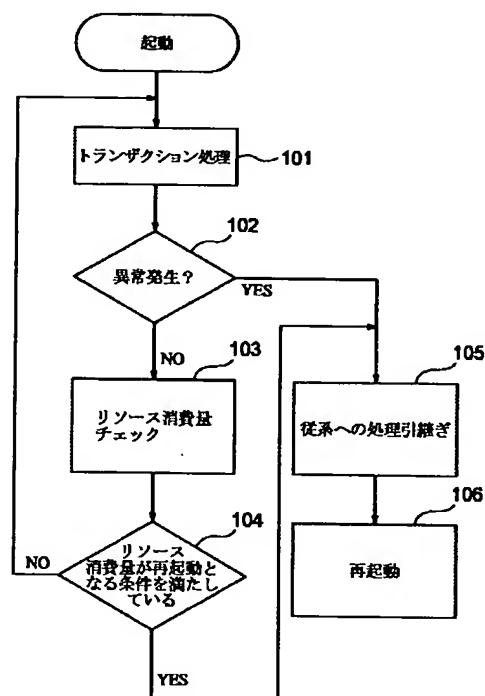 起動
トランザクション処理
101
102
異常発生？
YES
NO
103
リソース消費量
チェック
105
従系への処理引継ぎ
104
リソース
消費量が再起動と
なる条件を満たし
ている
NO
106
再起動
YES